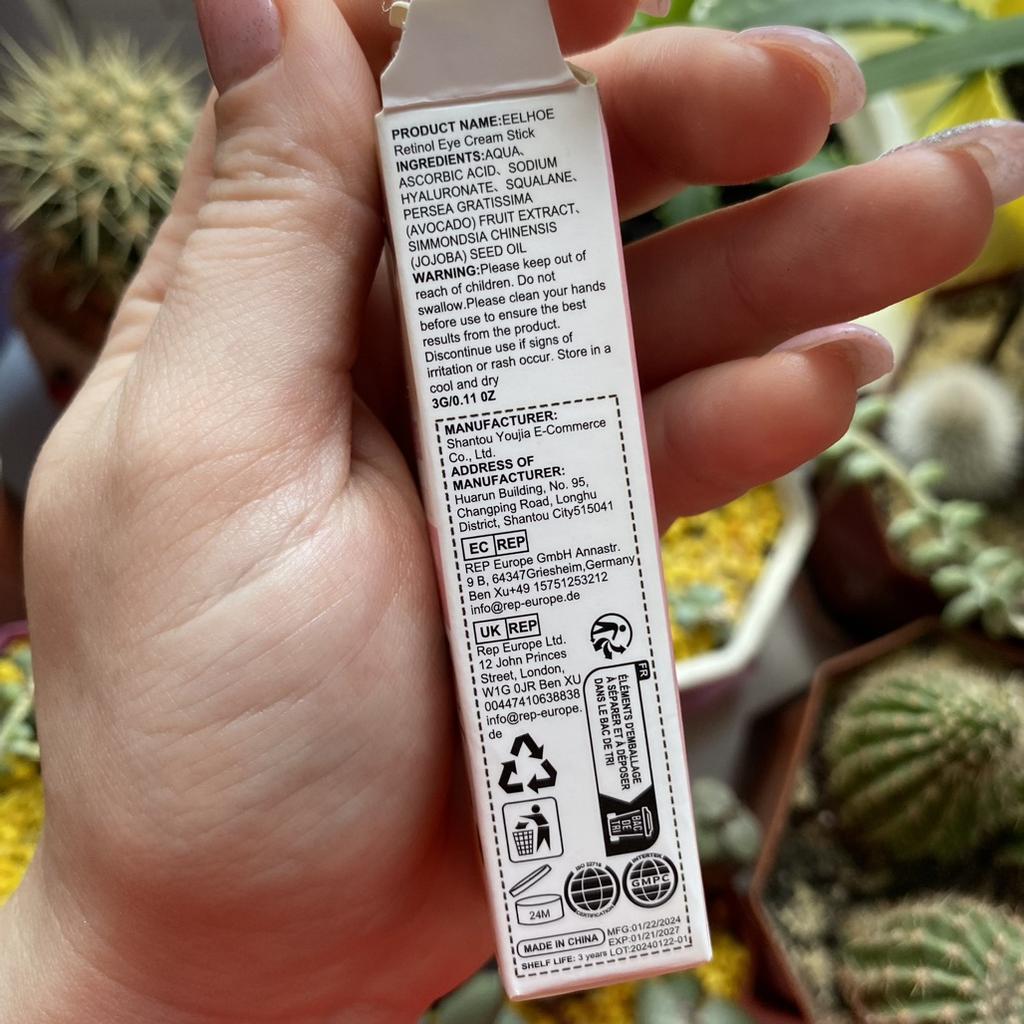 PRODUCT NAME:EELHOE
Retinol Eye Cream Stick
INGREDIENTS:AQUA、
ASCORBIC ACID、SODIUM
HYALURONATE、SQUALANE、
PERSEA GRATISSIMA
(AVOCADO) FRUIT EXTRACT、
SIMMONDSIA CHINENSIS
(JOJOBA) SEED OIL
WARNING:Please keep out of
reach of children. Do not
swallow.Please clean your hands
before use to ensure the best
results from the product.
Discontinue use if signs of
irritation or rash occur. Store in a
cool and dry
3G/0.11 0Z
MANUFACTURER:
Shantou Youjia E-Commerce
Co., Ltd.
ADDRESS OF
MANUFACTURER:
Huarun Building, No. 95,
Changping Road, Longhu
District, Shantou City515041
EC REP
REP Europe GmbH Annastr.
9 B, 64347Griesheim,Germany
Ben Xu+49 15751253212
info@rep-europe.de
UK REP
Rep Europe Ltd.
12 John Princes
Street, London,
W1G 0JR Ben XU
00447410638838
info@rep-europe.
de
FR
ÉLÉMENTS D'EMBALLAGE
À SÉPARER ET À DÉPOSER
DANS LE BAC DE TRI
BAC
DE
TRI
24M
ISO 22716
CERTIFICATION
INTERTEK
GMPC
MADE IN CHINA
MFG:01/22/2024
EXP:01/21/2027
SHELF LIFE: 3 years LOT:20240122-01